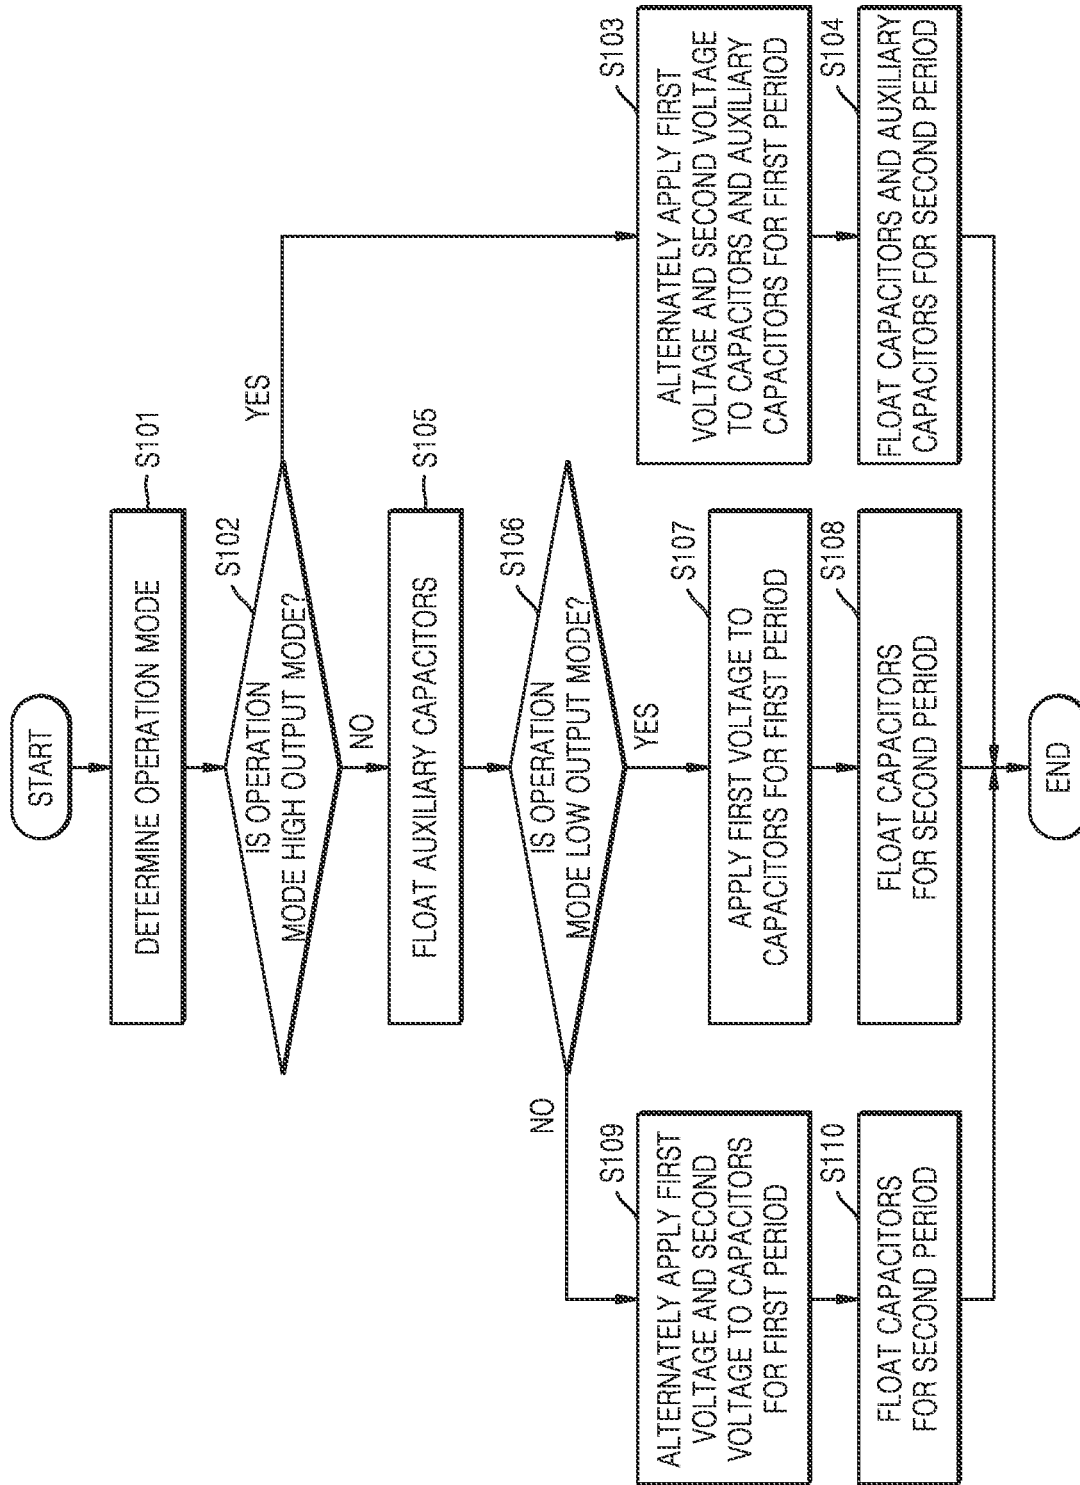 START
DETERMINE OPERATION MODE
S101
IS OPERATION
MODE HIGH OUTPUT MODE?
S102
YES
NO
ALTERNATELY APPLY FIRST
VOLTAGE AND SECOND VOLTAGE
TO CAPACITORS AND AUXILIARY
CAPACITORS FOR FIRST PERIOD
S103
FLOAT CAPACITORS AND AUXILIARY
CAPACITORS FOR SECOND PERIOD
S104
FLOAT AUXILIARY CAPACITORS
S105
IS OPERATION
MODE LOW OUTPUT MODE?
S106
YES
NO
APPLY FIRST VOLTAGE TO
CAPACITORS FOR FIRST PERIOD
S107
FLOAT CAPACITORS
FOR SECOND PERIOD
S108
ALTERNATELY APPLY FIRST
VOLTAGE AND SECOND
VOLTAGE TO CAPACITORS
FOR FIRST PERIOD
S109
FLOAT CAPACITORS
FOR SECOND PERIOD
S110
END